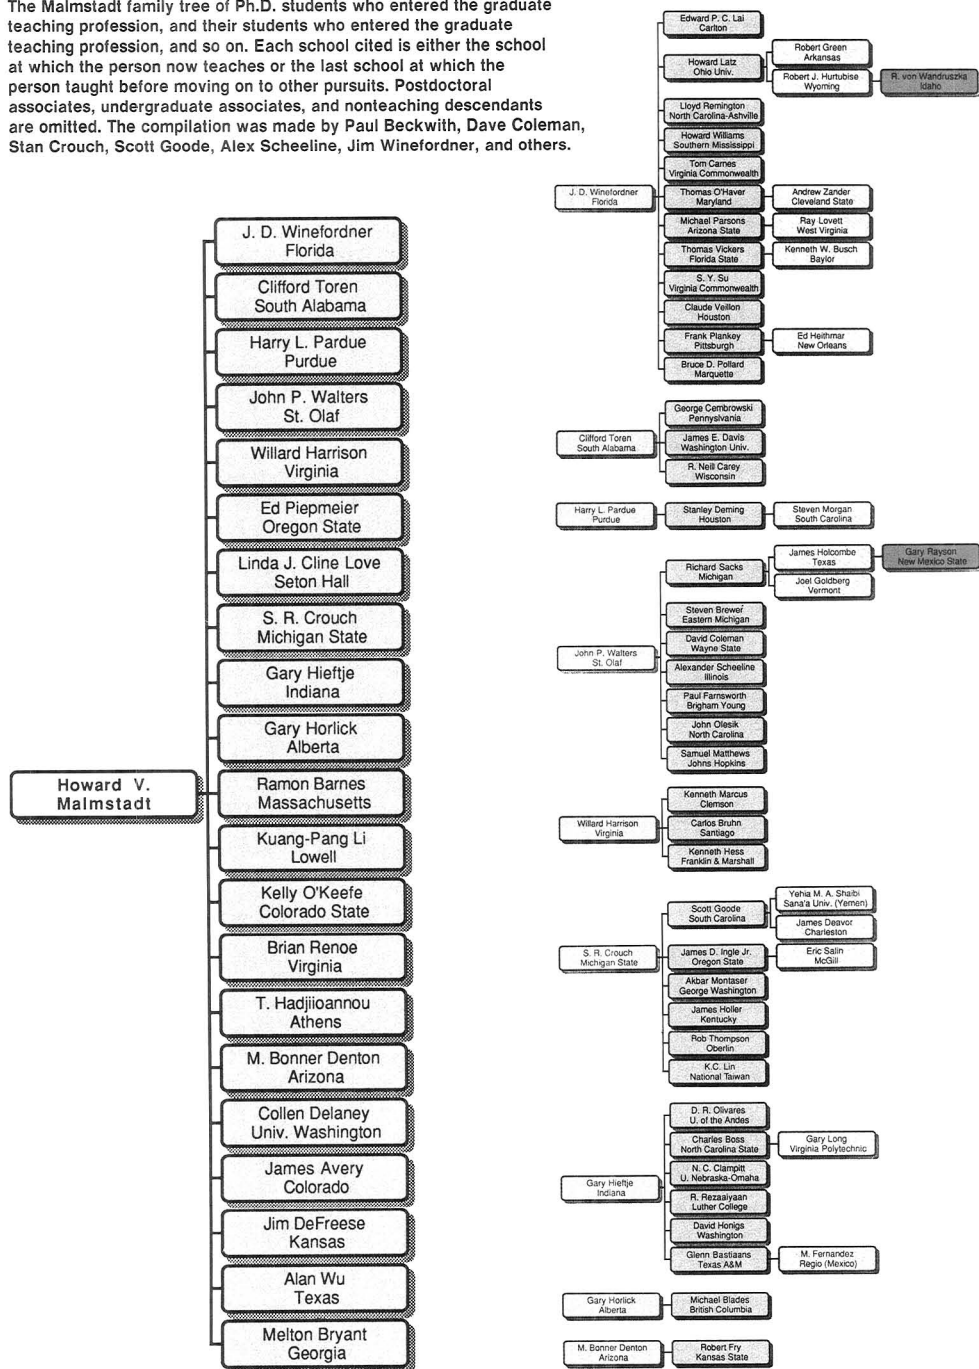 The Malmstadt family tree of Ph.D. students who entered the graduate
teaching profession, and their students who entered the graduate
teaching profession, and so on. Each school cited is either the school
at which the person now teaches or the last school at which the
person taught before moving on to other pursuits. Postdoctoral
associates, undergraduate associates, and nonteaching descendants
are omitted. The compilation was made by Paul Beckwith, Dave Coleman,
Stan Crouch, Scott Goode, Alex Scheeline, Jim Winefordner, and others.
Howard V.
Malmstadt
J. D. Winefordner
Florida
Clifford Toren
South Alabama
Harry L. Pardue
Purdue
John P. Walters
St. Olaf
Willard Harrison
Virginia
Ed Piepmeier
Oregon State
Linda J. Cline Love
Seton Hall
S. R. Crouch
Michigan State
Gary Hieftje
Indiana
Gary Horlick
Alberta
Ramon Barnes
Massachusetts
Kuang-Pang Li
Lowell
Kelly O'Keefe
Colorado State
Brian Renoe
Virginia
T. Hadjiioannou
Athens
M. Bonner Denton
Arizona
Collen Delaney
Univ. Washington
James Avery
Colorado
Jim DeFreese
Kansas
Alan Wu
Texas
Melton Bryant
Georgia
J. D. Winefordner
Florida
Edward P. C. Lai
Carlton
Howard Latz
Ohio Univ.
Robert Green
Arkansas
Robert J. Hurtubise
Wyoming
R. von Wandruszka
Idaho
Lloyd Remington
North Carolina-Ashville
Howard Williams
Southern Mississippi
Tom Carnes
Virginia Commonwealth
Thomas O'Haver
Maryland
Andrew Zander
Cleveland State
Michael Parsons
Arizona State
Ray Lovett
West Virginia
Thomas Vickers
Florida State
Kenneth W. Busch
Baylor
S. Y. Su
Virginia Commonwealth
Claude Veillon
Houston
Frank Plankey
Pittsburgh
Ed Heithmar
New Orleans
Bruce D. Pollard
Marquette
Clifford Toren
South Alabama
George Cembrowski
Pennyslvania
James E. Davis
Washington Univ.
R. Neill Carey
Wisconsin
Harry L. Pardue
Purdue
Stanley Deming
Houston
Steven Morgan
South Carolina
John P. Walters
St. Olaf
Richard Sacks
Michigan
James Holcombe
Texas
Gary Rayson
New Mexico State
Joel Goldberg
Vermont
Steven Brewer
Eastern Michigan
David Coleman
Wayne State
Alexander Scheeline
Illinois
Paul Farnsworth
Brigham Young
John Olesik
North Carolina
Samuel Matthews
Johns Hopkins
Willard Harrison
Virginia
Kenneth Marcus
Clemson
Carlos Bruhn
Santiago
Kenneth Hess
Franklin & Marshall
S. R. Crouch
Michigan State
Scott Goode
South Carolina
Yehia M. A. Shaibi
Sana'a Univ. (Yemen)
James Deavor
Charleston
James D. Ingle Jr.
Oregon State
Eric Salin
McGill
Akbar Montaser
George Washington
James Holler
Kentucky
Rob Thompson
Oberlin
K.C. Lin
National Taiwan
Gary Hieftje
Indiana
D. R. Olivares
U. of the Andes
Charles Boss
North Carolina State
Gary Long
Virginia Polytechnic
N. C. Clampitt
U. Nebraska-Omaha
R. Rezaaiyaan
Luther College
David Honigs
Washington
Glenn Bastiaans
Texas A&M
M. Fernandez
Regio (Mexico)
Gary Horlick
Alberta
Michael Blades
British Columbia
M. Bonner Denton
Arizona
Robert Fry
Kansas State